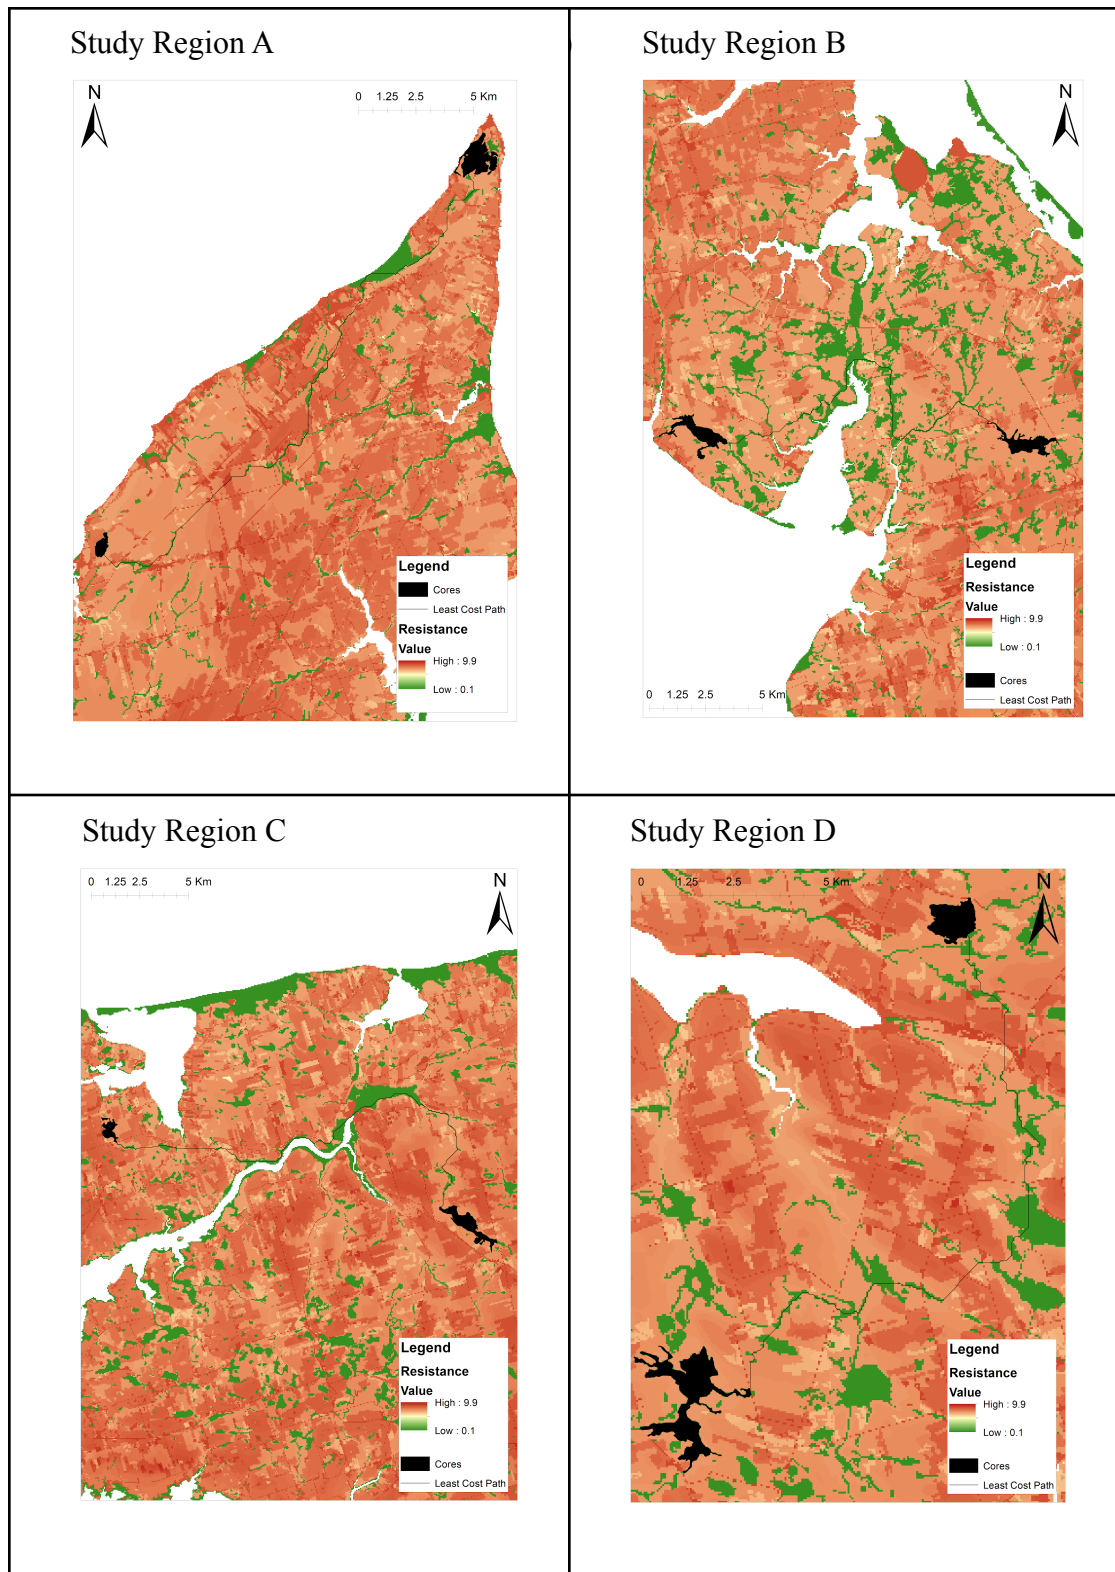 Study Region A
N
0 1.25 2.5 5 Km
Legend
Cores
Least Cost Path
Resistance
Value
High : 9.9
Low : 0.1
Study Region B
N
Legend
Resistance
Value
High : 9.9
Low : 0.1
Cores
Least Cost Path
0 1.25 2.5 5 Km
Study Region C
0 1.25 2.5 5 Km
N
Legend
Resistance
Value
High : 9.9
Low : 0.1
Cores
Least Cost Path
Study Region D
0 1.25 2.5 5 Km
N
Legend
Resistance
Value
High : 9.9
Low : 0.1
Cores
Least Cost Path